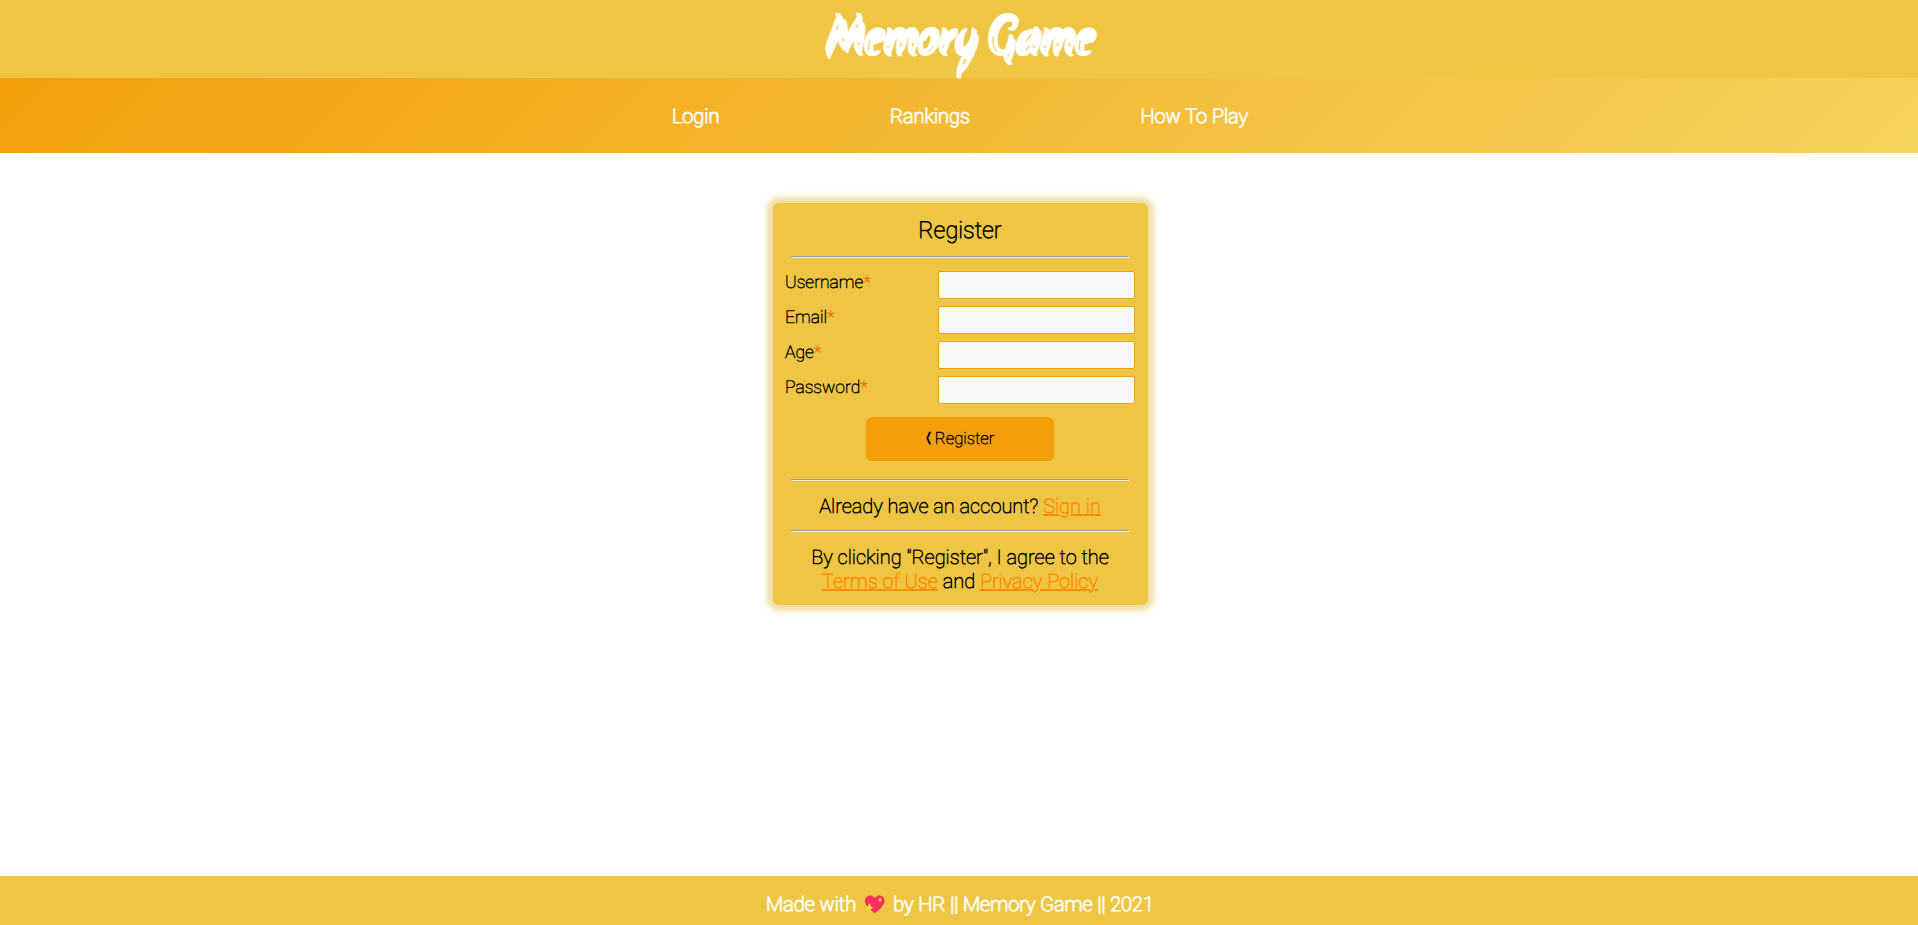 Memory Game
Login Rankings How To Play
Register
Username*
Email*
Age*
Password*
⟨ Register
Already have an account? Sign in
By clicking "Register", I agree to the
Terms of Use and Privacy Policy
Made with 💖 by HR || Memory Game || 2021